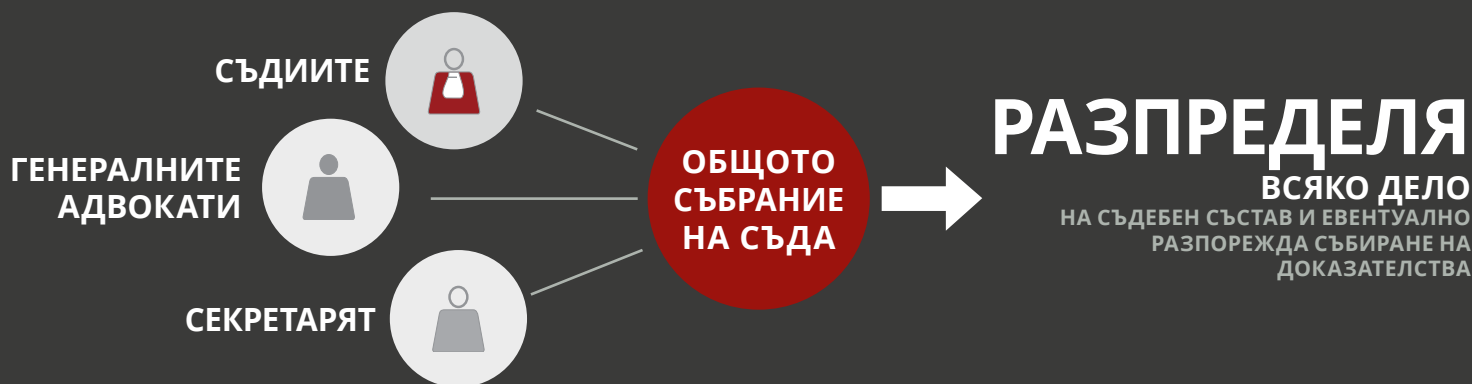 СЪДИИТЕ
ГЕНЕРАЛНИТЕ
АДВОКАТИ
СЕКРЕТАРЯТ
ОБЩОТО
СЪБРАНИЕ
НА СЪДА
РАЗПРЕДЕЛЯ
ВСЯКО ДЕЛО
НА СЪДЕБЕН СЪСТАВ И ЕВЕНТУАЛНО
РАЗПОРЕЖДА СЪБИРАНЕ НА
ДОКАЗАТЕЛСТВА